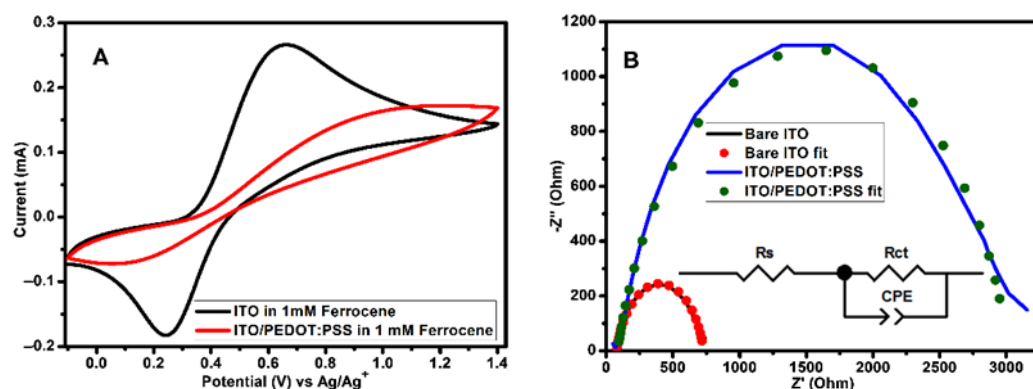 A
0.3
0.2
0.1
0.0
−0.1
−0.2
Current (mA)
0.0 0.2 0.4 0.6 0.8 1.0 1.2 1.4
Potential (V) vs Ag/Ag+
ITO in 1mM Ferrocene
ITO/PEDOT:PSS in 1 mM Ferrocene
B
1200
1000
800
600
400
200
0
-Z" (Ohm)
0 500 1000 1500 2000 2500 3000
Z' (Ohm)
Bare ITO
Bare ITO fit
ITO/PEDOT:PSS
ITO/PEDOT:PSS fit
Rs Rct
CPE